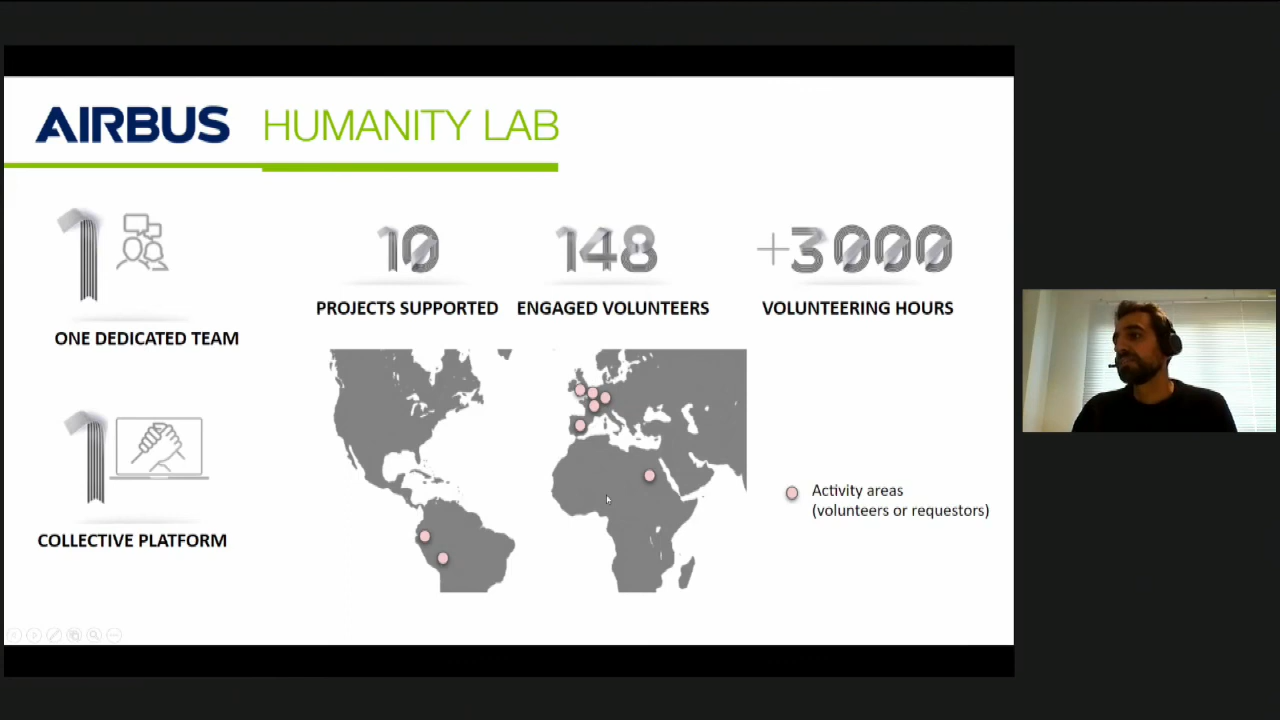 AIRBUS HUMANITY LAB
1
ONE DEDICATED TEAM
10
PROJECTS SUPPORTED
148
ENGAGED VOLUNTEERS
+3000
VOLUNTEERING HOURS
1
COLLECTIVE PLATFORM
Activity areas
(volunteers or requestors)